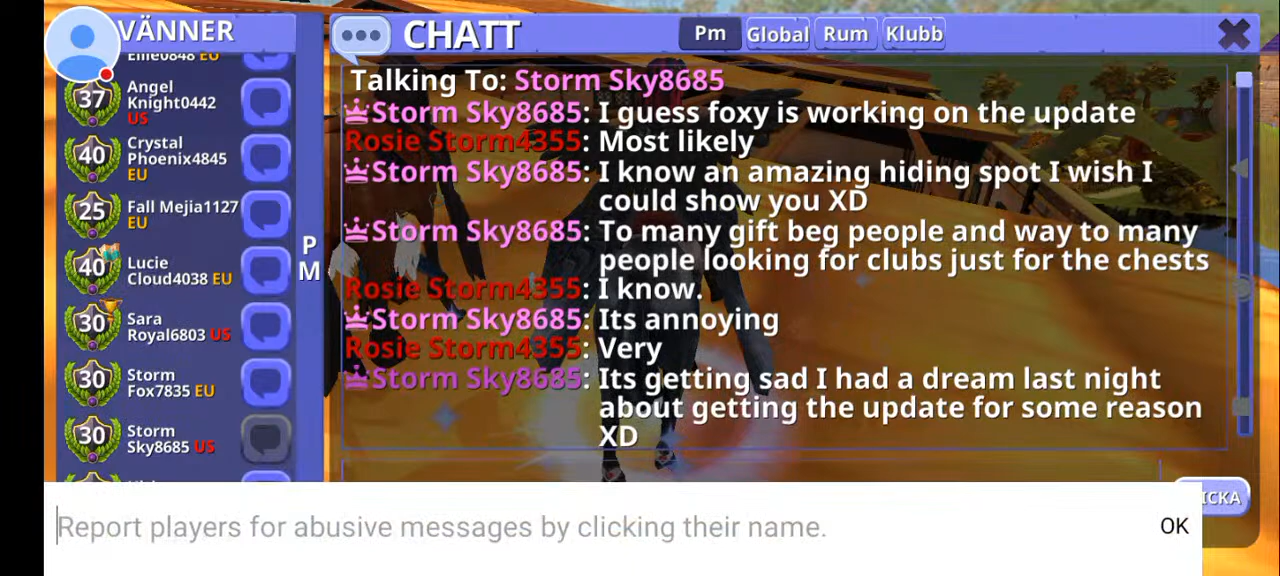 VÄNNER
CHATT
Pm
Global
Rum
Klubb
Ellie0848 EU
37
Angel
Knight0442
US
40
Crystal
Phoenix4845
EU
25
Fall Mejia1127
EU
40
Lucie
Cloud4038 EU
30
Sara
Royal6803 US
30
Storm
Fox7835 EU
30
Storm
Sky8685 US
P
M
Talking To: Storm Sky8685
Storm Sky8685: I guess foxy is working on the update
Rosie Storm4355: Most likely
Storm Sky8685: I know an amazing hiding spot I wish I
could show you XD
Storm Sky8685: To many gift beg people and way to many
people looking for clubs just for the chests
Rosie Storm4355: I know.
Storm Sky8685: Its annoying
Rosie Storm4355: Very
Storm Sky8685: Its getting sad I had a dream last night
about getting the update for some reason
XD
ICKA
Report players for abusive messages by clicking their name.
OK